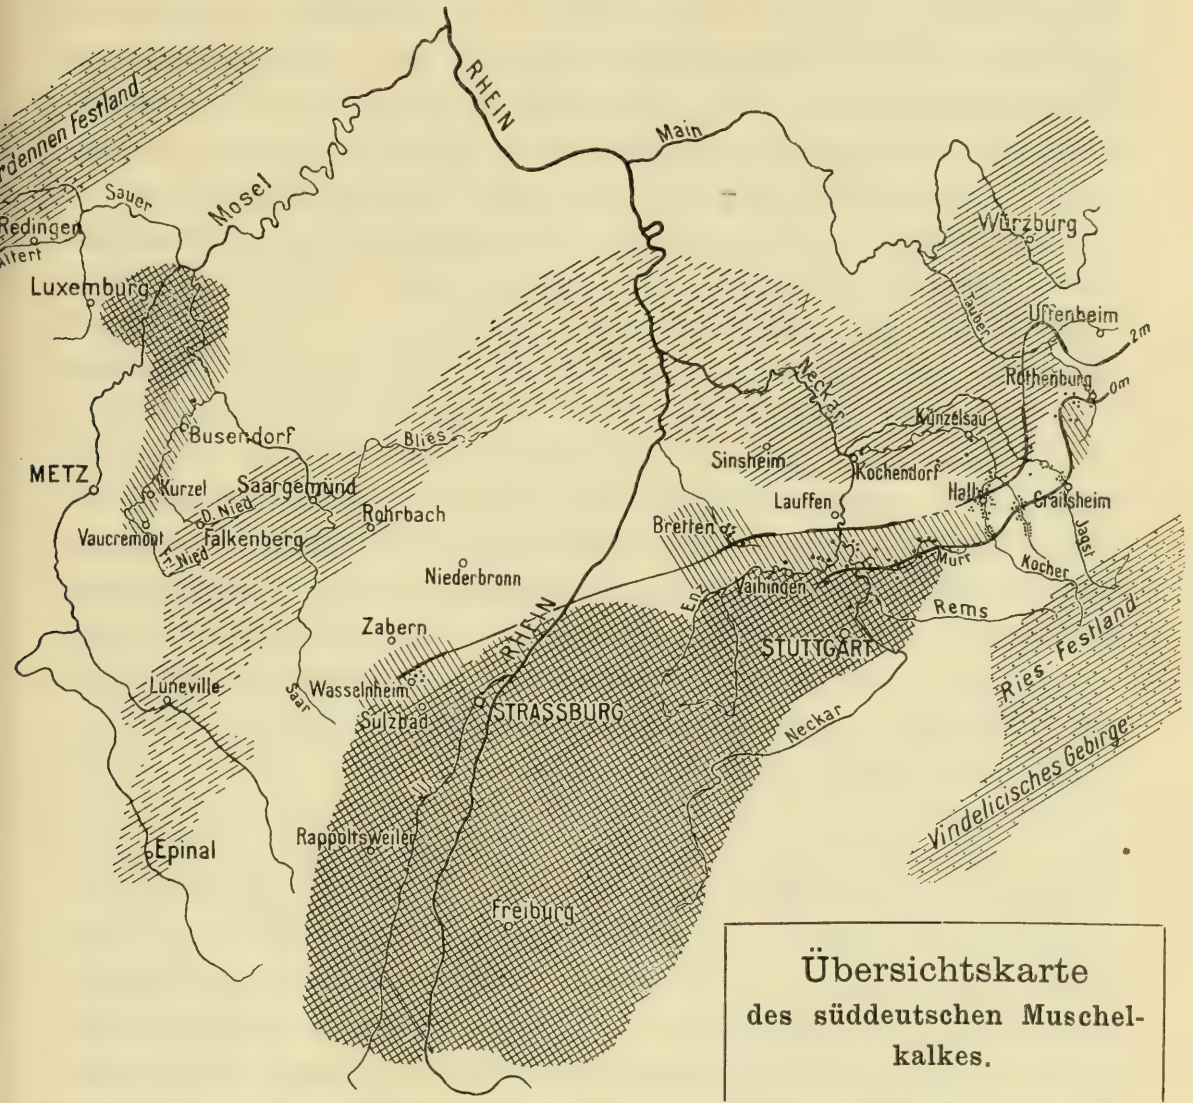 RHEIN
Main
rdennen Festland
Sauer
Mosel
Redingen
Attert
Luxemburg
Würzburg
Tauber
Uffenheim
2m
Rothenburg
0m
Neckar
Künzelsau
Busendorf
Blies
METZ
Kurzel
Saargemünd
D. Nied
Sinsheim
Kochendorf
Hall
Crailsheim
Lauffen
Rohrbach
Bretten
Vaucremont
Falkenberg
Fr. Nied
Jagst
Murr
Kocher
Niederbronn
Vaihingen
Enz
Rems
RHEIN
Zabern
STUTTGART
Ries-Festland
Luneville
Saar
Wasselnheim
Sulzbad
STRASSBURG
Neckar
Vindelicisches Gebirge
Rappoltsweiler
Epinal
Freiburg
Übersichtskarte
des süddeutschen Muschel-
kalkes.